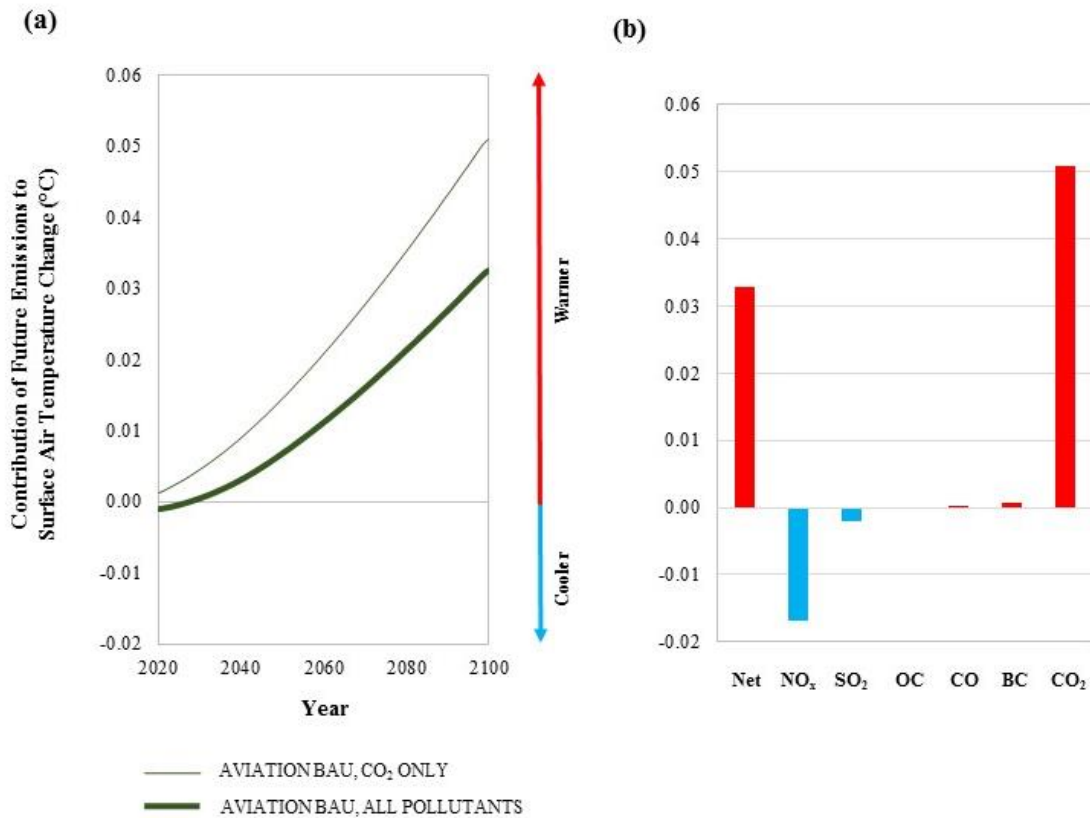 (a)
Contribution of Future Emissions to
Surface Air Temperature Change (°C)
0.06
0.05
0.04
0.03
0.02
0.01
0.00
-0.01
-0.02
2020 2040 2060 2080 2100
Year
Warmer
Cooler
AVIATION BAU, CO₂ ONLY
AVIATION BAU, ALL POLLUTANTS
(b)
0.06
0.05
0.04
0.03
0.02
0.01
0.00
-0.01
-0.02
Net NOₓ SO₂ OC CO BC CO₂